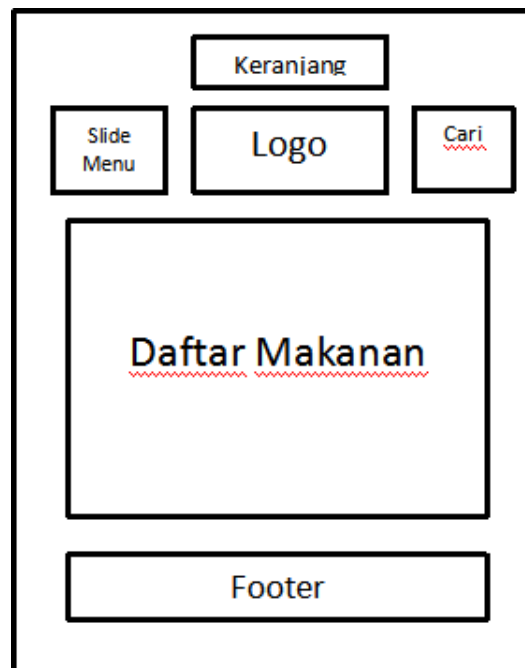 Keranjang
Slide
Menu
Logo
Cari
Daftar Makanan
Footer